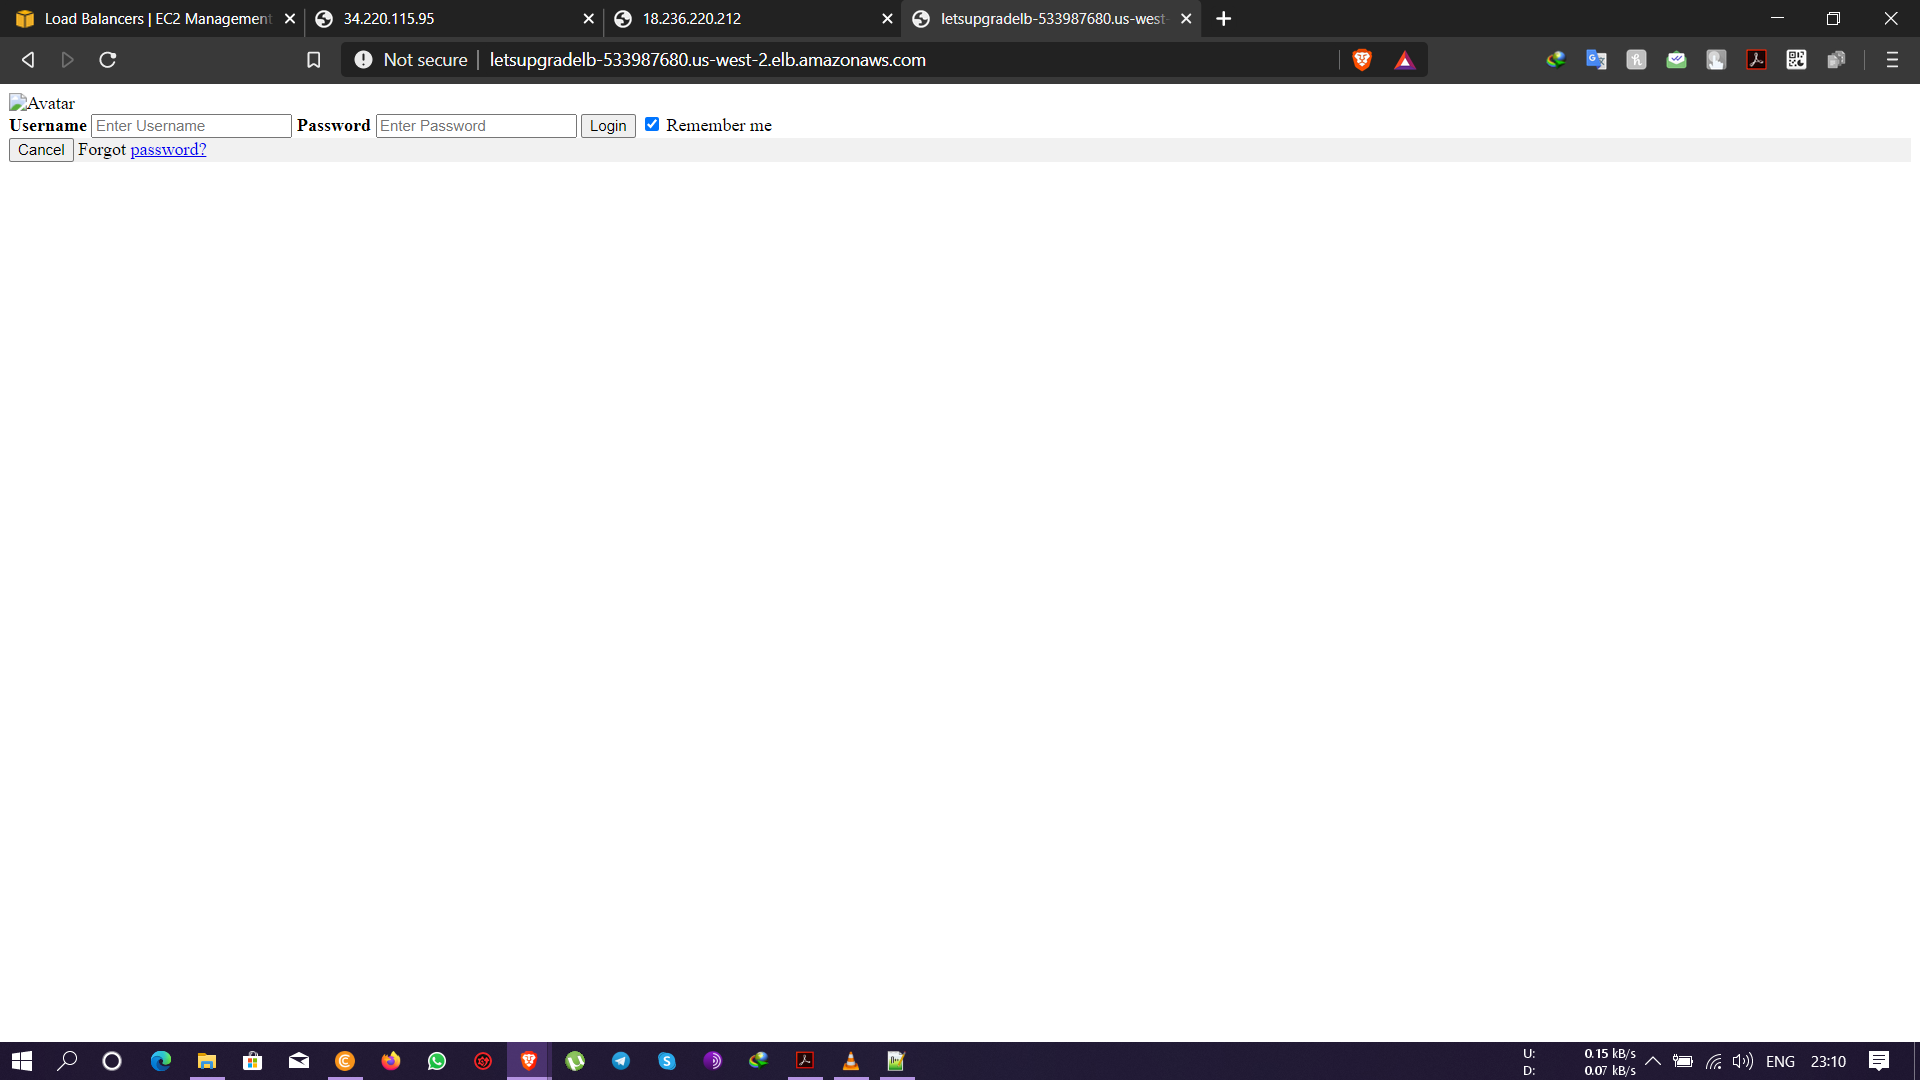 Load Balancers | EC2 Management
34.220.115.95
18.236.220.212
letsupgradelb-533987680.us-west-
Not secure
letsupgradelb-533987680.us-west-2.elb.amazonaws.com
Avatar
Username Enter Username Password Enter Password Login Remember me
Cancel Forgot password?
U: 0.15 kB/s
D: 0.07 kB/s
ENG
23:10